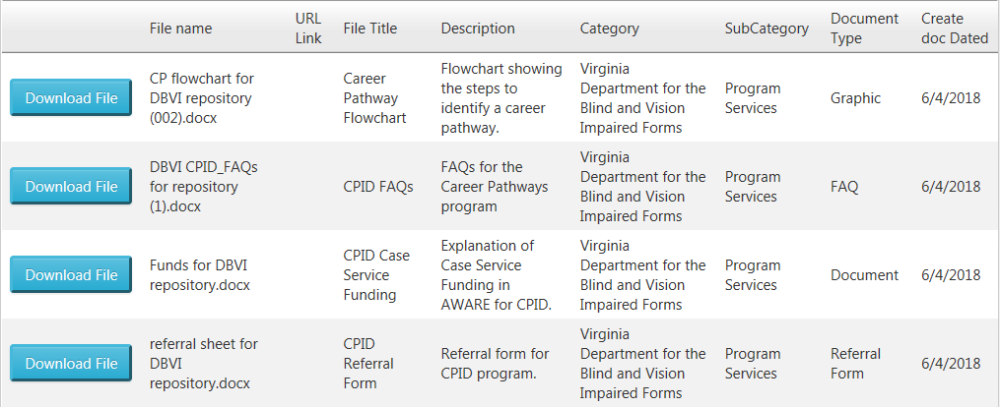 File name
URL
Link
File Title
Description
Category
SubCategory
Document
Type
Create
doc Dated
Download File
CP flowchart for
DBVI repository
(002).docx
Career
Pathway
Flowchart
Flowchart showing
the steps to
identify a career
pathway.
Virginia
Department for the
Blind and Vision
Impaired Forms
Program
Services
Graphic
6/4/2018
Download File
DBVI CPID_FAQs
for repository
(1).docx
CPID FAQs
FAQs for the
Career Pathways
program
Virginia
Department for the
Blind and Vision
Impaired Forms
Program
Services
FAQ
6/4/2018
Download File
Funds for DBVI
repository.docx
CPID Case
Service
Funding
Explanation of
Case Service
Funding in
AWARE for CPID.
Virginia
Department for the
Blind and Vision
Impaired Forms
Program
Services
Document
6/4/2018
Download File
referral sheet for
DBVI
repository.docx
CPID
Referral
Form
Referral form for
CPID program.
Virginia
Department for the
Blind and Vision
Impaired Forms
Program
Services
Referral
Form
6/4/2018